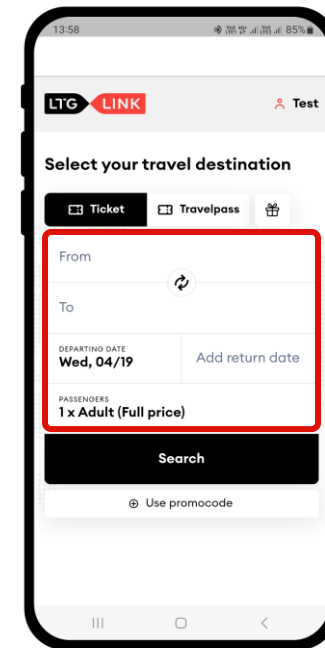 13:58 85%
LTG LINK Test
Select your travel destination
Ticket Travelpass
From
To
DEPARTING DATE
Wed, 04/19 Add return date
PASSENGERS
1 x Adult (Full price)
Search
Use promocode